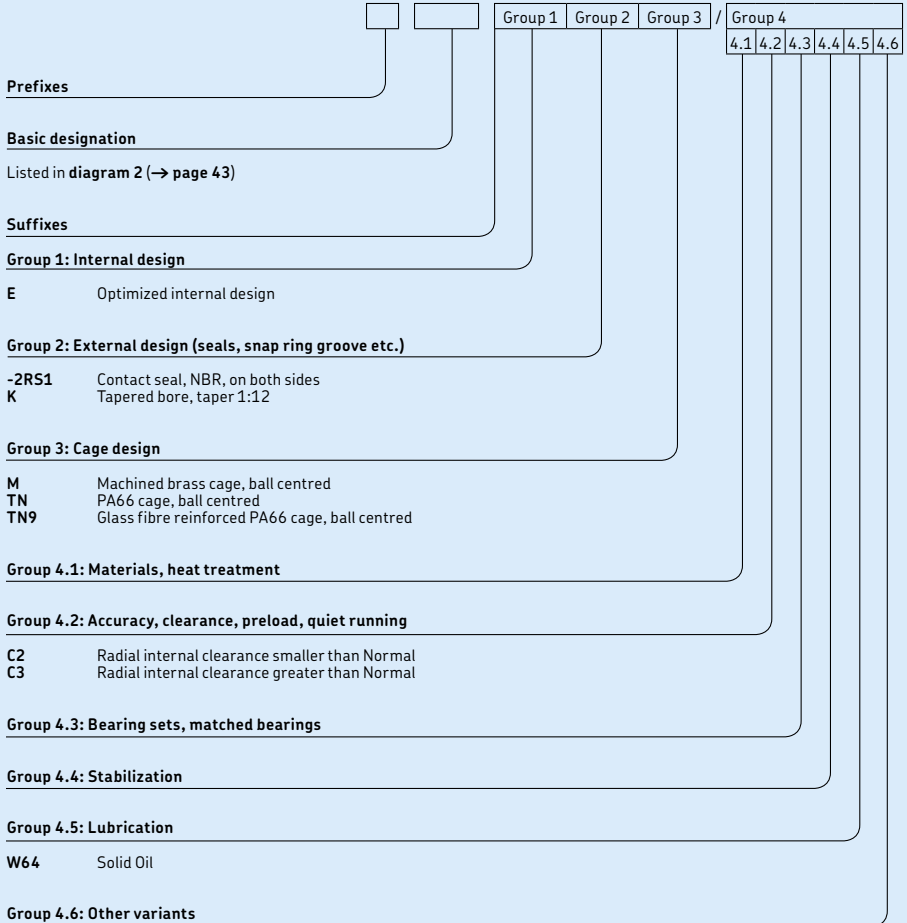 Group 1 Group 2 Group 3 / Group 4
4.1 4.2 4.3 4.4 4.5 4.6
Prefixes
Basic designation
Listed in diagram 2 (→ page 43)
Suffixes
Group 1: Internal design
E Optimized internal design
Group 2: External design (seals, snap ring groove etc.)
-2RS1 Contact seal, NBR, on both sides
K Tapered bore, taper 1:12
Group 3: Cage design
M Machined brass cage, ball centred
TN PA66 cage, ball centred
TN9 Glass fibre reinforced PA66 cage, ball centred
Group 4.1: Materials, heat treatment
Group 4.2: Accuracy, clearance, preload, quiet running
C2 Radial internal clearance smaller than Normal
C3 Radial internal clearance greater than Normal
Group 4.3: Bearing sets, matched bearings
Group 4.4: Stabilization
Group 4.5: Lubrication
W64 Solid Oil
Group 4.6: Other variants